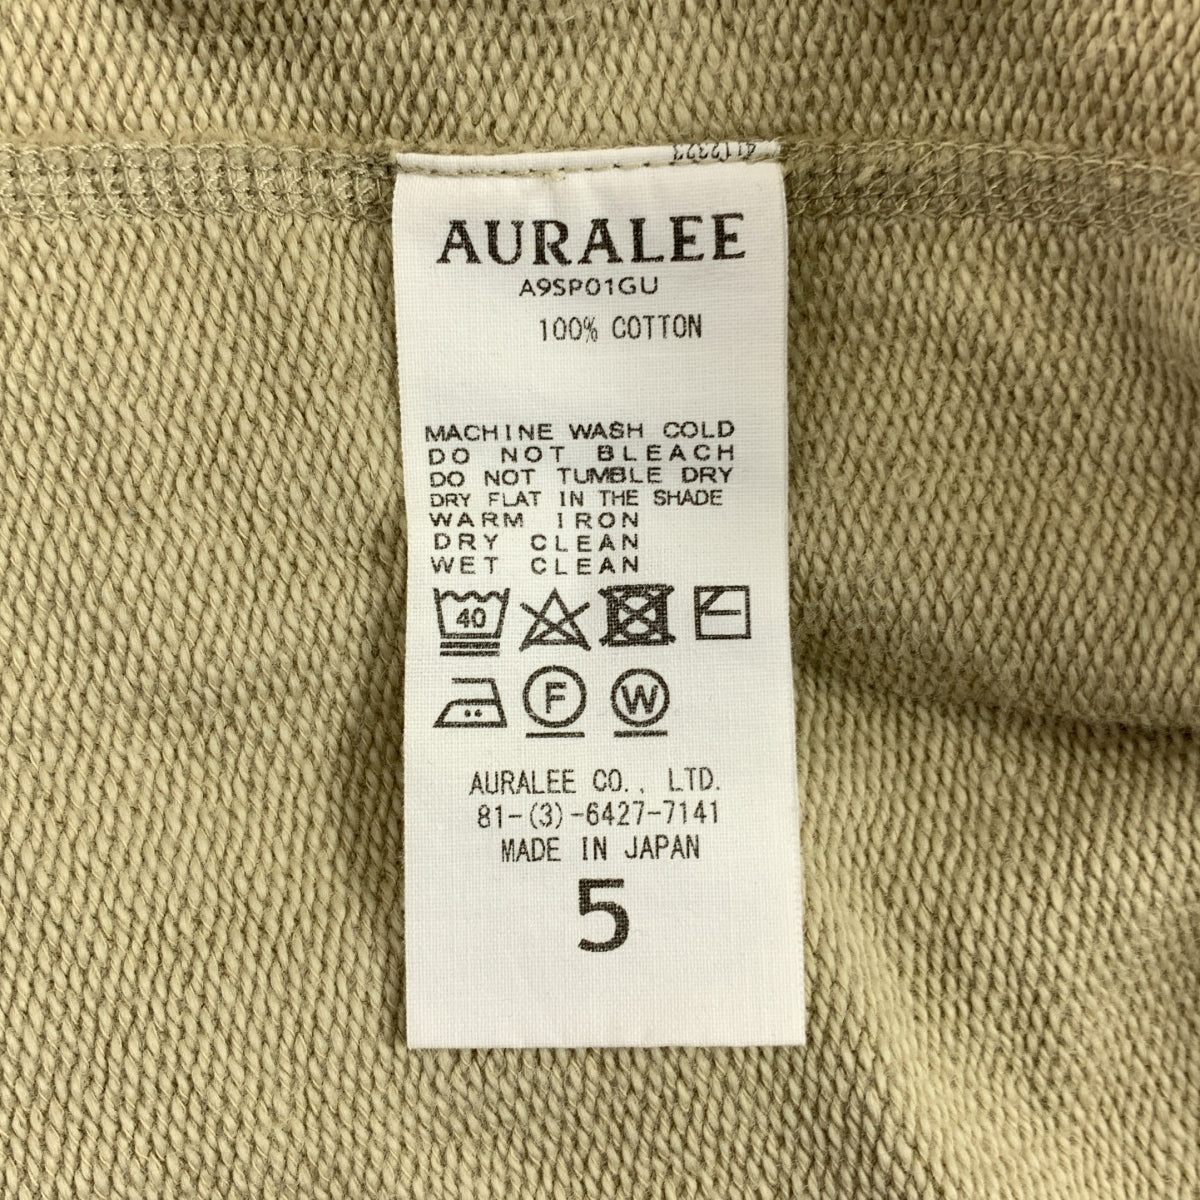 AURALEE
A9SP01GU
100% COTTON
MACHINE WASH COLD
DO NOT BLEACH
DO NOT TUMBLE DRY
DRY FLAT IN THE SHADE
WARM IRON
DRY CLEAN
WET CLEAN
40
F W
AURALEE CO., LTD.
81-(3)-6427-7141
MADE IN JAPAN
5